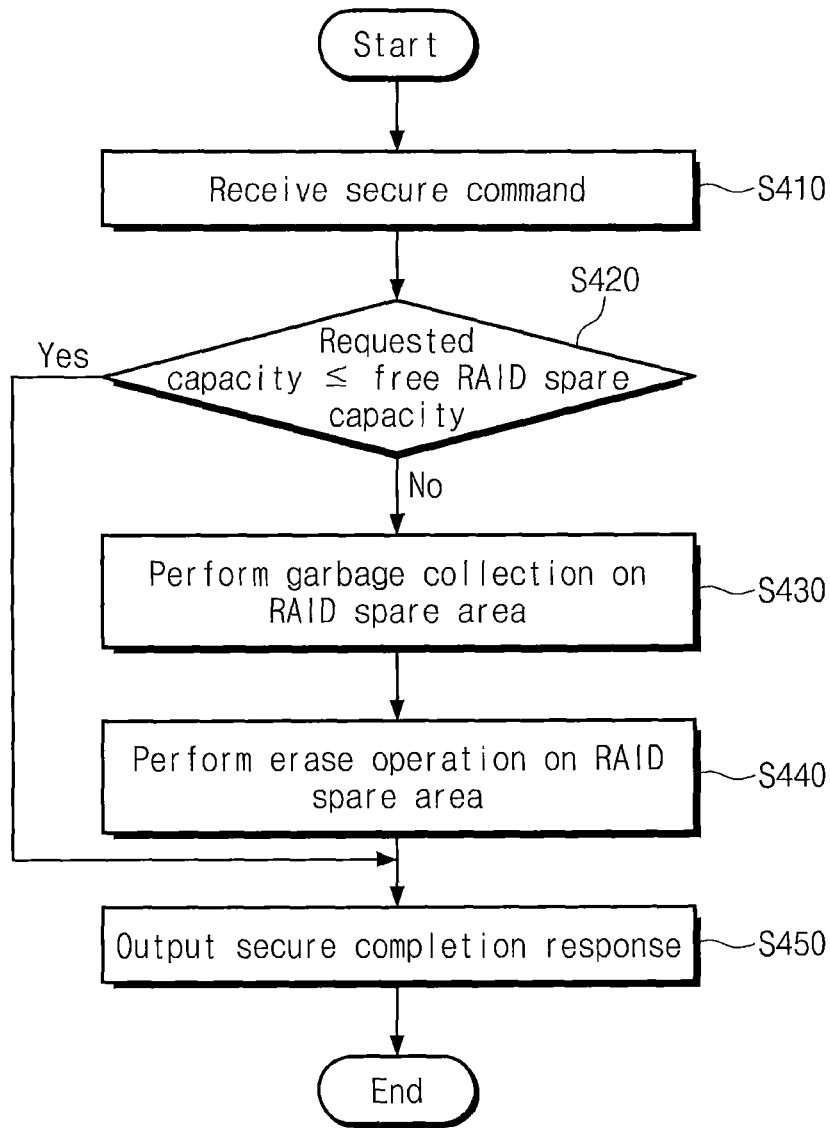 Start
Receive secure command
S410
S420
Requested
capacity ≤ free RAID spare
capacity
Yes
No
Perform garbage collection on
RAID spare area
S430
Perform erase operation on RAID
spare area
S440
Output secure completion response
S450
End